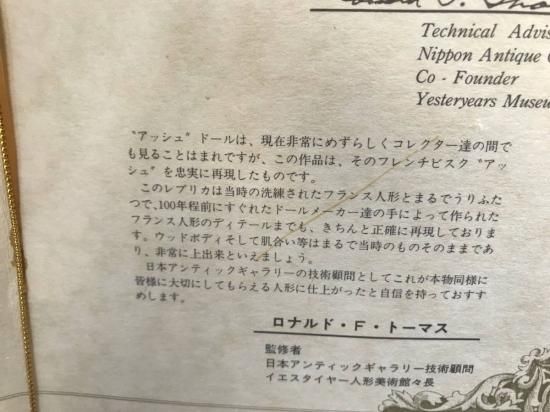 Technical Advis
Nippon Antique
Co - Founder
Yesteryears Museu
〝アッシュ〟ドールは、現在非常にめずらしくコレクター達の間で
も見ることはまれですが、この作品は、そのフレンチビスク〝アッ
シュ〟を忠実に再現したものです。
このレプリカは当時の洗練されたフランス人形とまるでうりふた
つで、100年程前にすぐれたドールメーカー達の手によって作られた
フランス人形のディテールまでも、きちんと正確に再現しておりま
す。ウッドボディそして肌合い等はまるで当時のものそのままであ
り、非常に上出来といえましょう。
日本アンティックギャラリーの技術顧問としてこれが本物同様に
皆様に大切にしてもらえる人形に仕上がったと自信を持っておすす
めします。
ロナルド・F・トーマス
監修者
日本アンティックギャラリー技術顧問
イエスタイヤー人形美術館々長